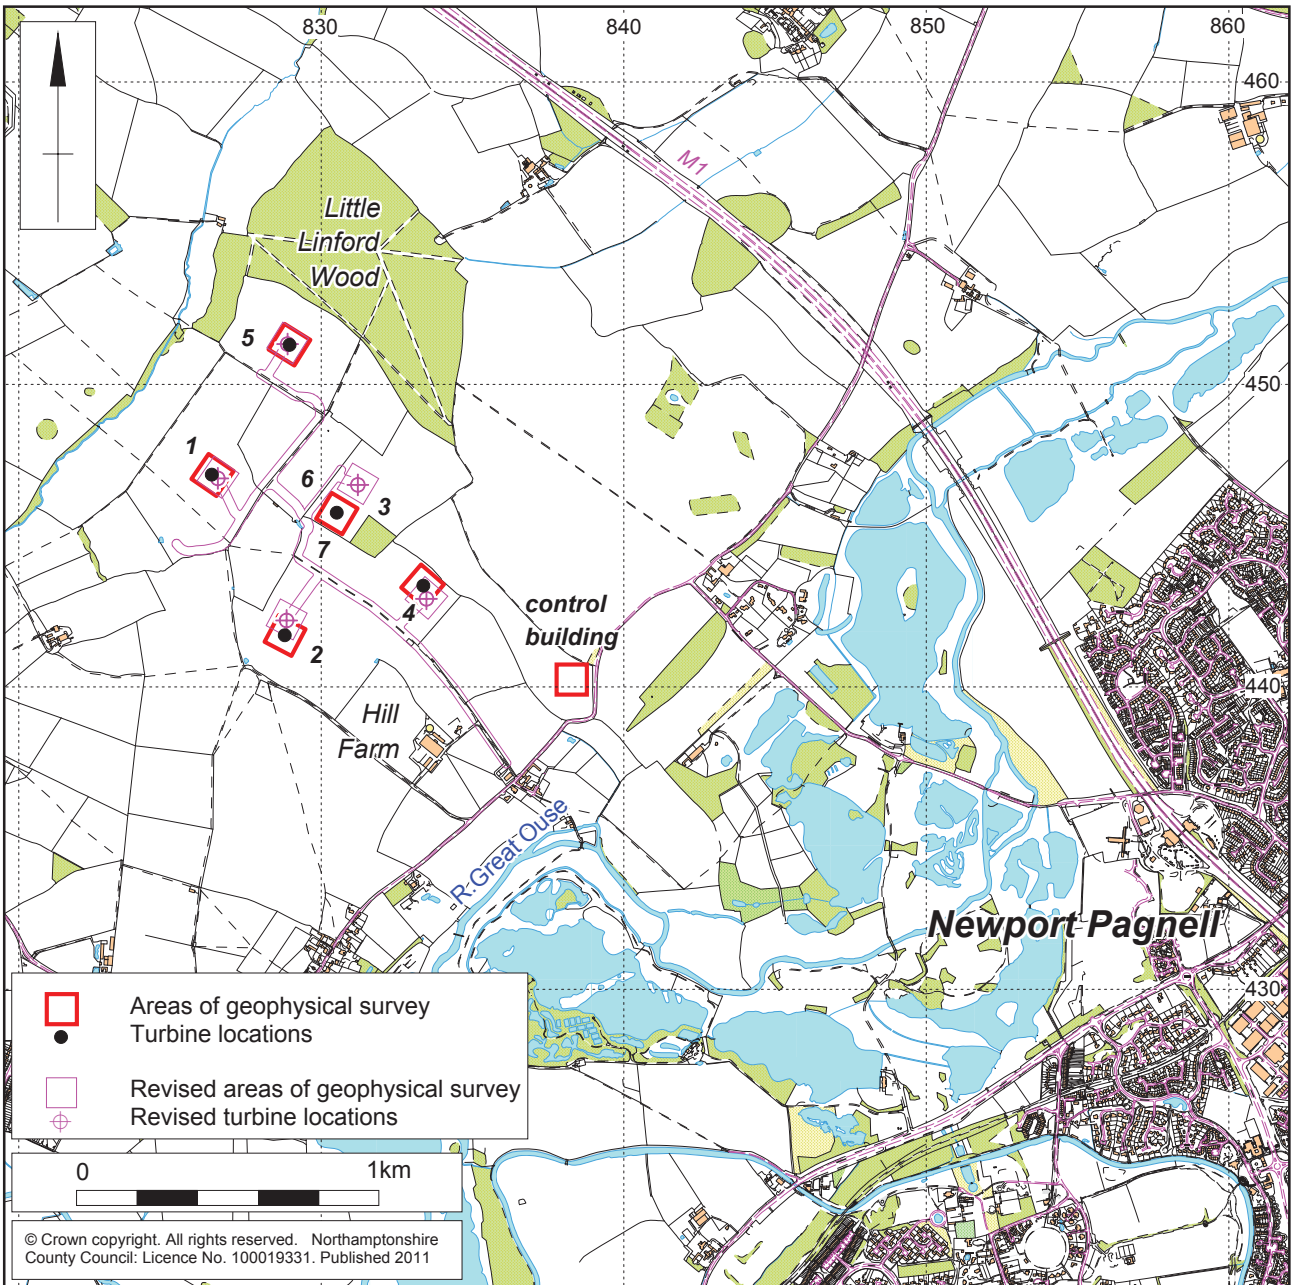 830
840
850
860
460
M1
Little
Linford
Wood
5
450
1
6
3
7
4
control
building
2
440
Hill
Farm
R.Great Ouse
Newport Pagnell
430
Areas of geophysical survey
Turbine locations
Revised areas of geophysical survey
Revised turbine locations
0
1km
© Crown copyright. All rights reserved. Northamptonshire
County Council: Licence No. 100019331. Published 2011